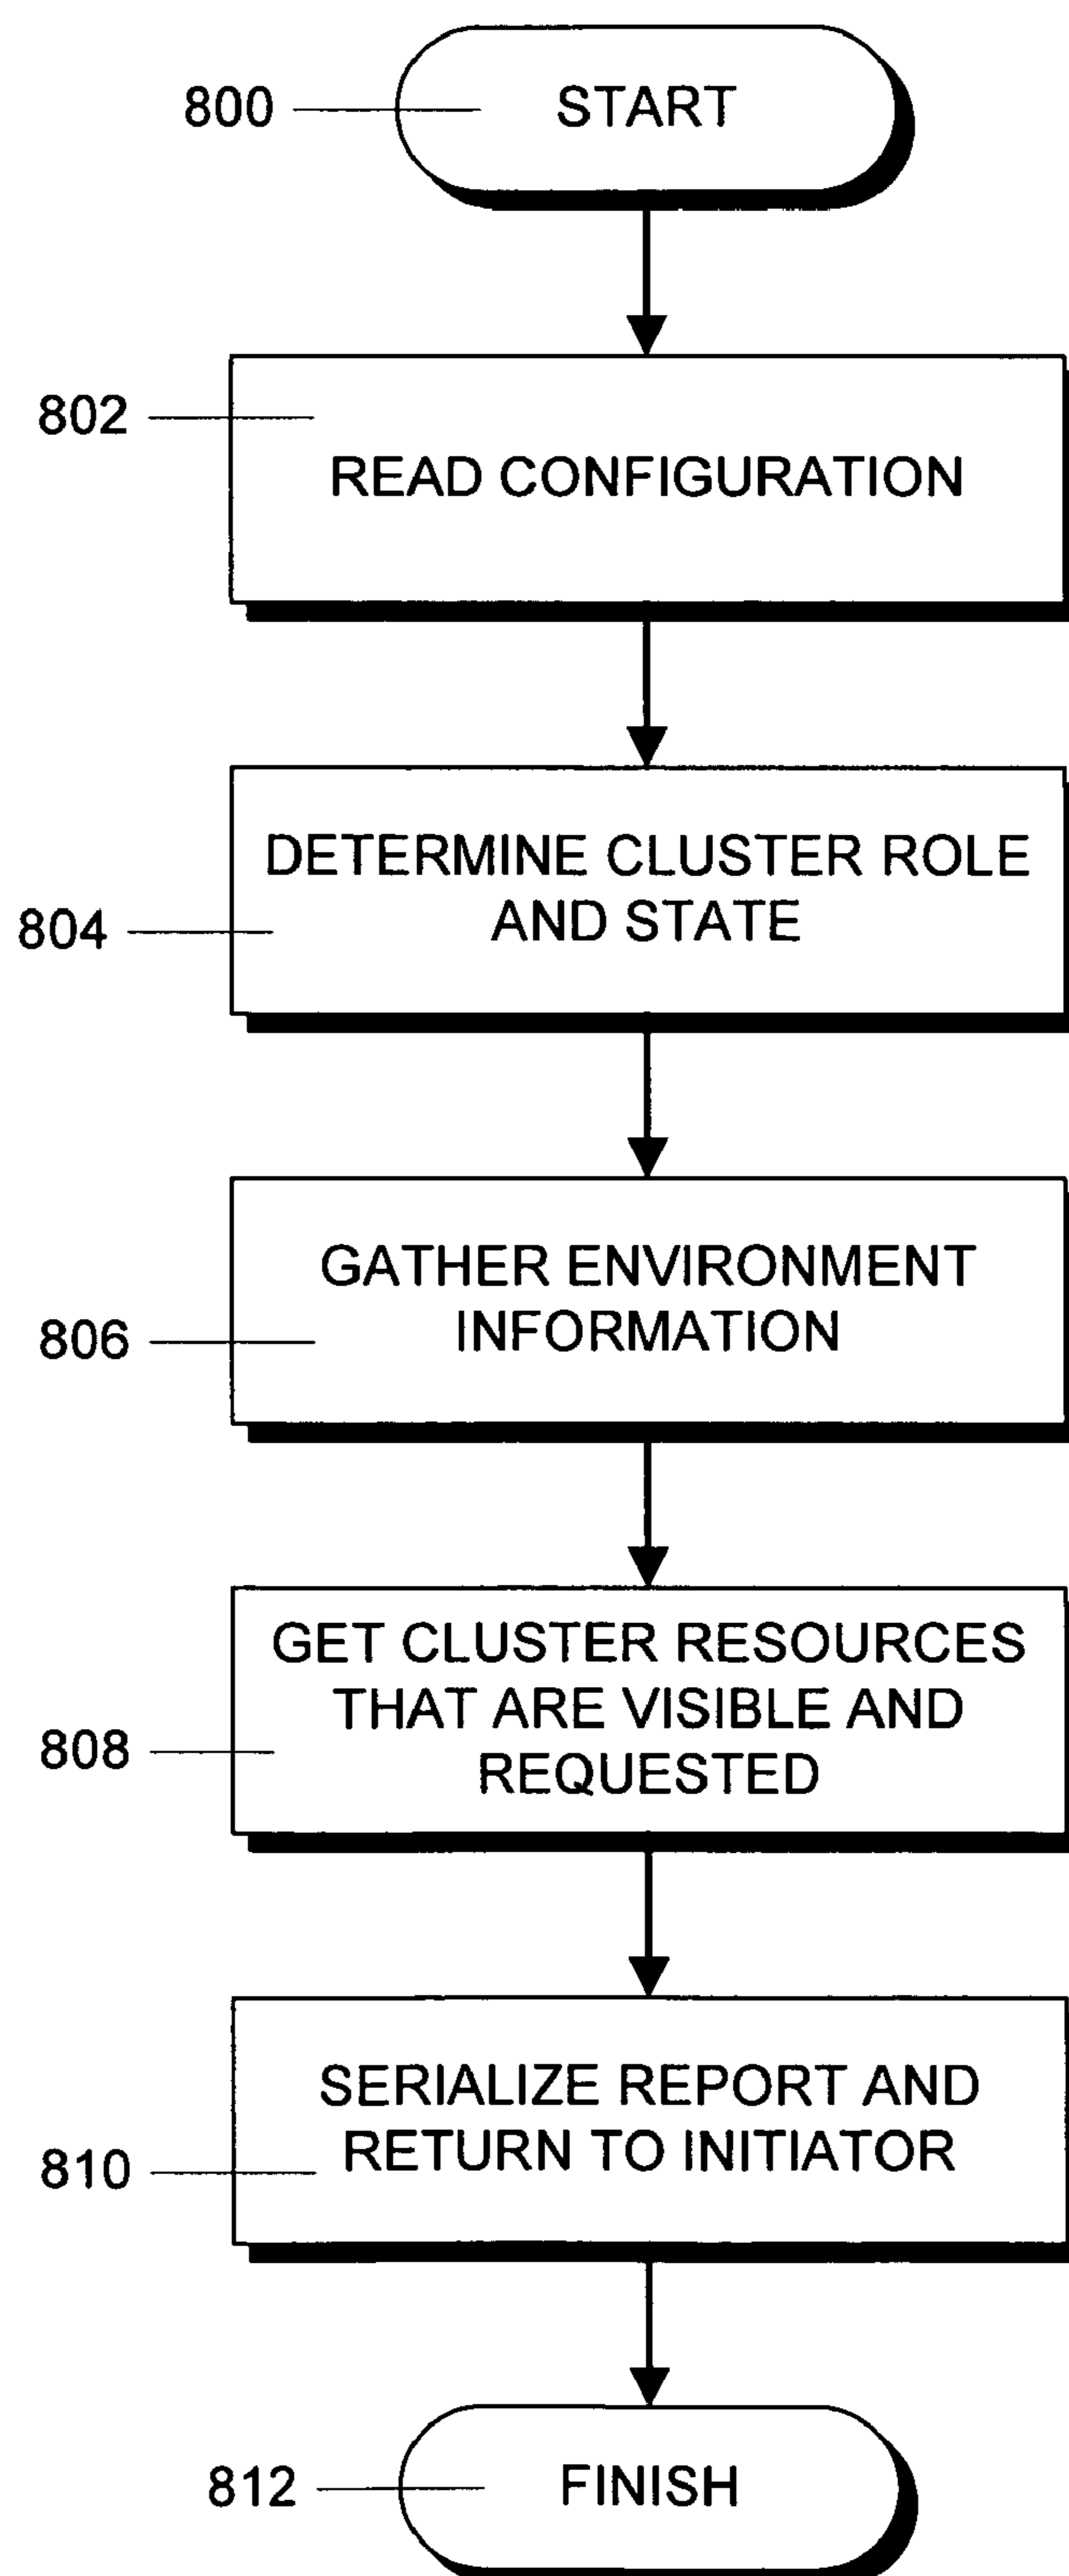 800
START
802
READ CONFIGURATION
DETERMINE CLUSTER ROLE
AND STATE
804
GATHER ENVIRONMENT
INFORMATION
806
GET CLUSTER RESOURCES
THAT ARE VISIBLE AND
REQUESTED
808
SERIALIZE REPORT AND
RETURN TO INITIATOR
810
812
FINISH